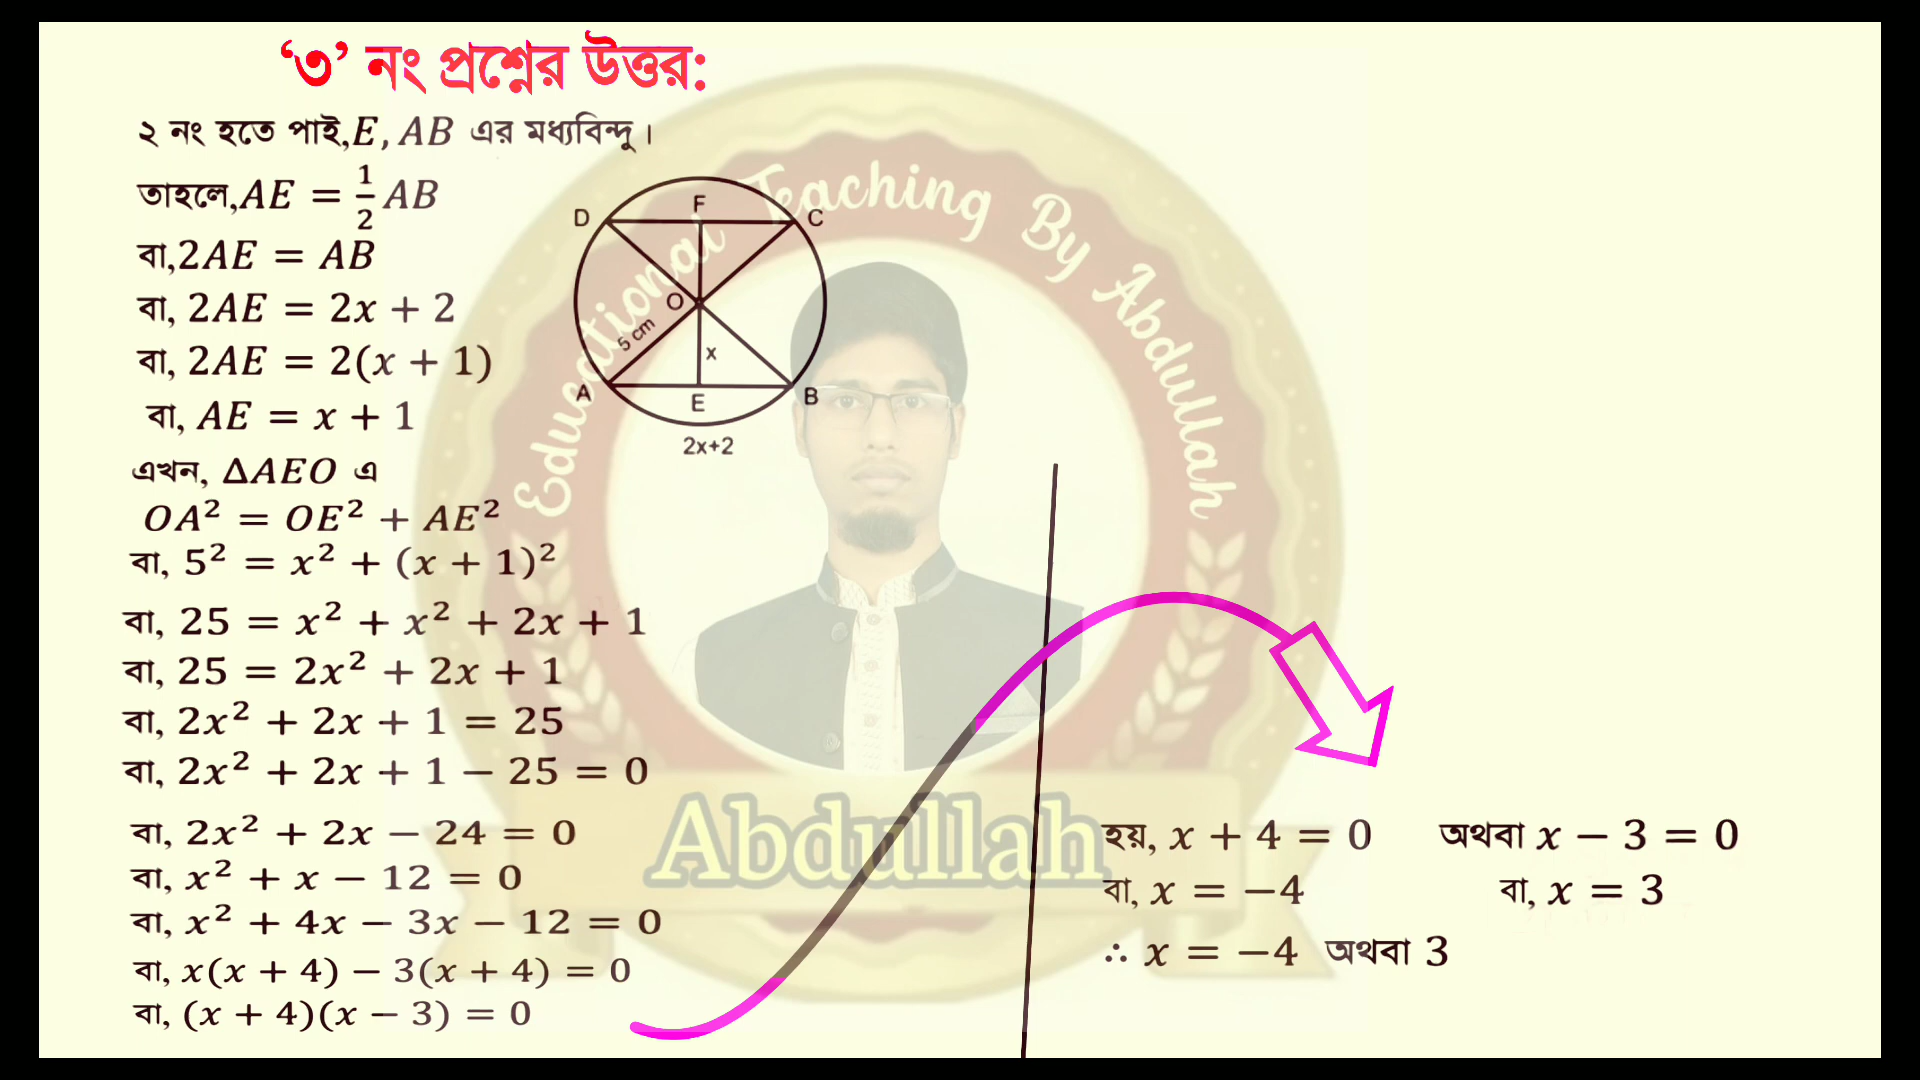 ‘৩’ নং প্রশ্নের উত্তর:
২ নং হতে পাই,E, AB এর মধ্যবিন্দু।
তাহলে,AE = 1/2 AB
বা,2AE = AB
বা, 2AE = 2x + 2
বা, 2AE = 2(x + 1)
বা, AE = x + 1
এখন, ΔAEO এ
OA² = OE² + AE²
বা, 5² = x² + (x + 1)²
বা, 25 = x² + x² + 2x + 1
বা, 25 = 2x² + 2x + 1
বা, 2x² + 2x + 1 = 25
বা, 2x² + 2x + 1 − 25 = 0
বা, 2x² + 2x − 24 = 0
বা, x² + x − 12 = 0
বা, x² + 4x − 3x − 12 = 0
বা, x(x + 4) − 3(x + 4) = 0
বা, (x + 4)(x − 3) = 0
D F C
O
5 cm
x
A E B
2x+2
হয়, x + 4 = 0 অথবা x − 3 = 0
বা, x = −4 বা, x = 3
∴ x = −4 অথবা 3
Educational Teaching By Abdullah
Abdullah